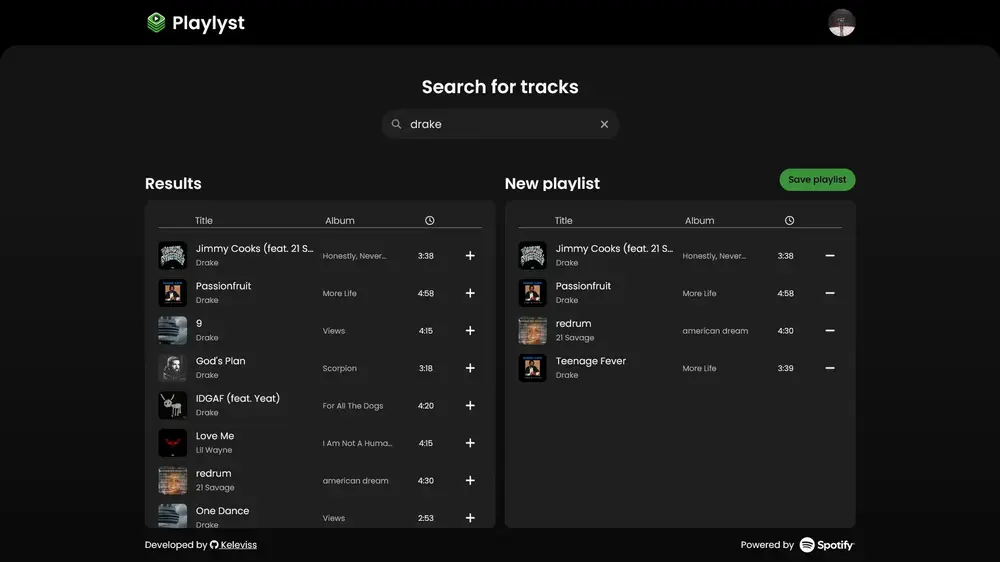 Playlyst
Search for tracks
drake
Results
Title Album
Jimmy Cooks (feat. 21 S...
Drake
Honestly, Never... 3:38
Passionfruit
Drake
More Life 4:58
9
Drake
Views 4:15
God's Plan
Drake
Scorpion 3:18
IDGAF (feat. Yeat)
Drake
For All The Dogs 4:20
Love Me
Lil Wayne
I Am Not A Huma... 4:15
redrum
21 Savage
american dream 4:30
One Dance
Drake
Views 2:53
New playlist
Save playlist
Title Album
Jimmy Cooks (feat. 21 S...
Drake
Honestly, Never... 3:38
Passionfruit
Drake
More Life 4:58
redrum
21 Savage
american dream 4:30
Teenage Fever
Drake
More Life 3:39
Developed by Keleviss
Powered by Spotify